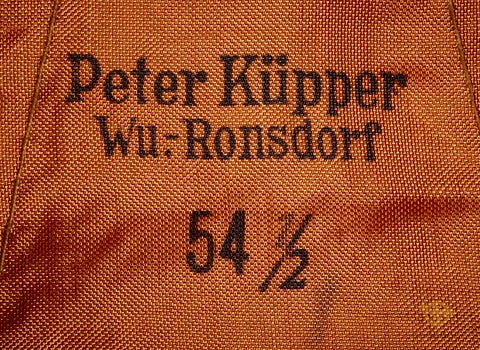 Peter Küpper
Wu.-Ronsdorf
54 1/2